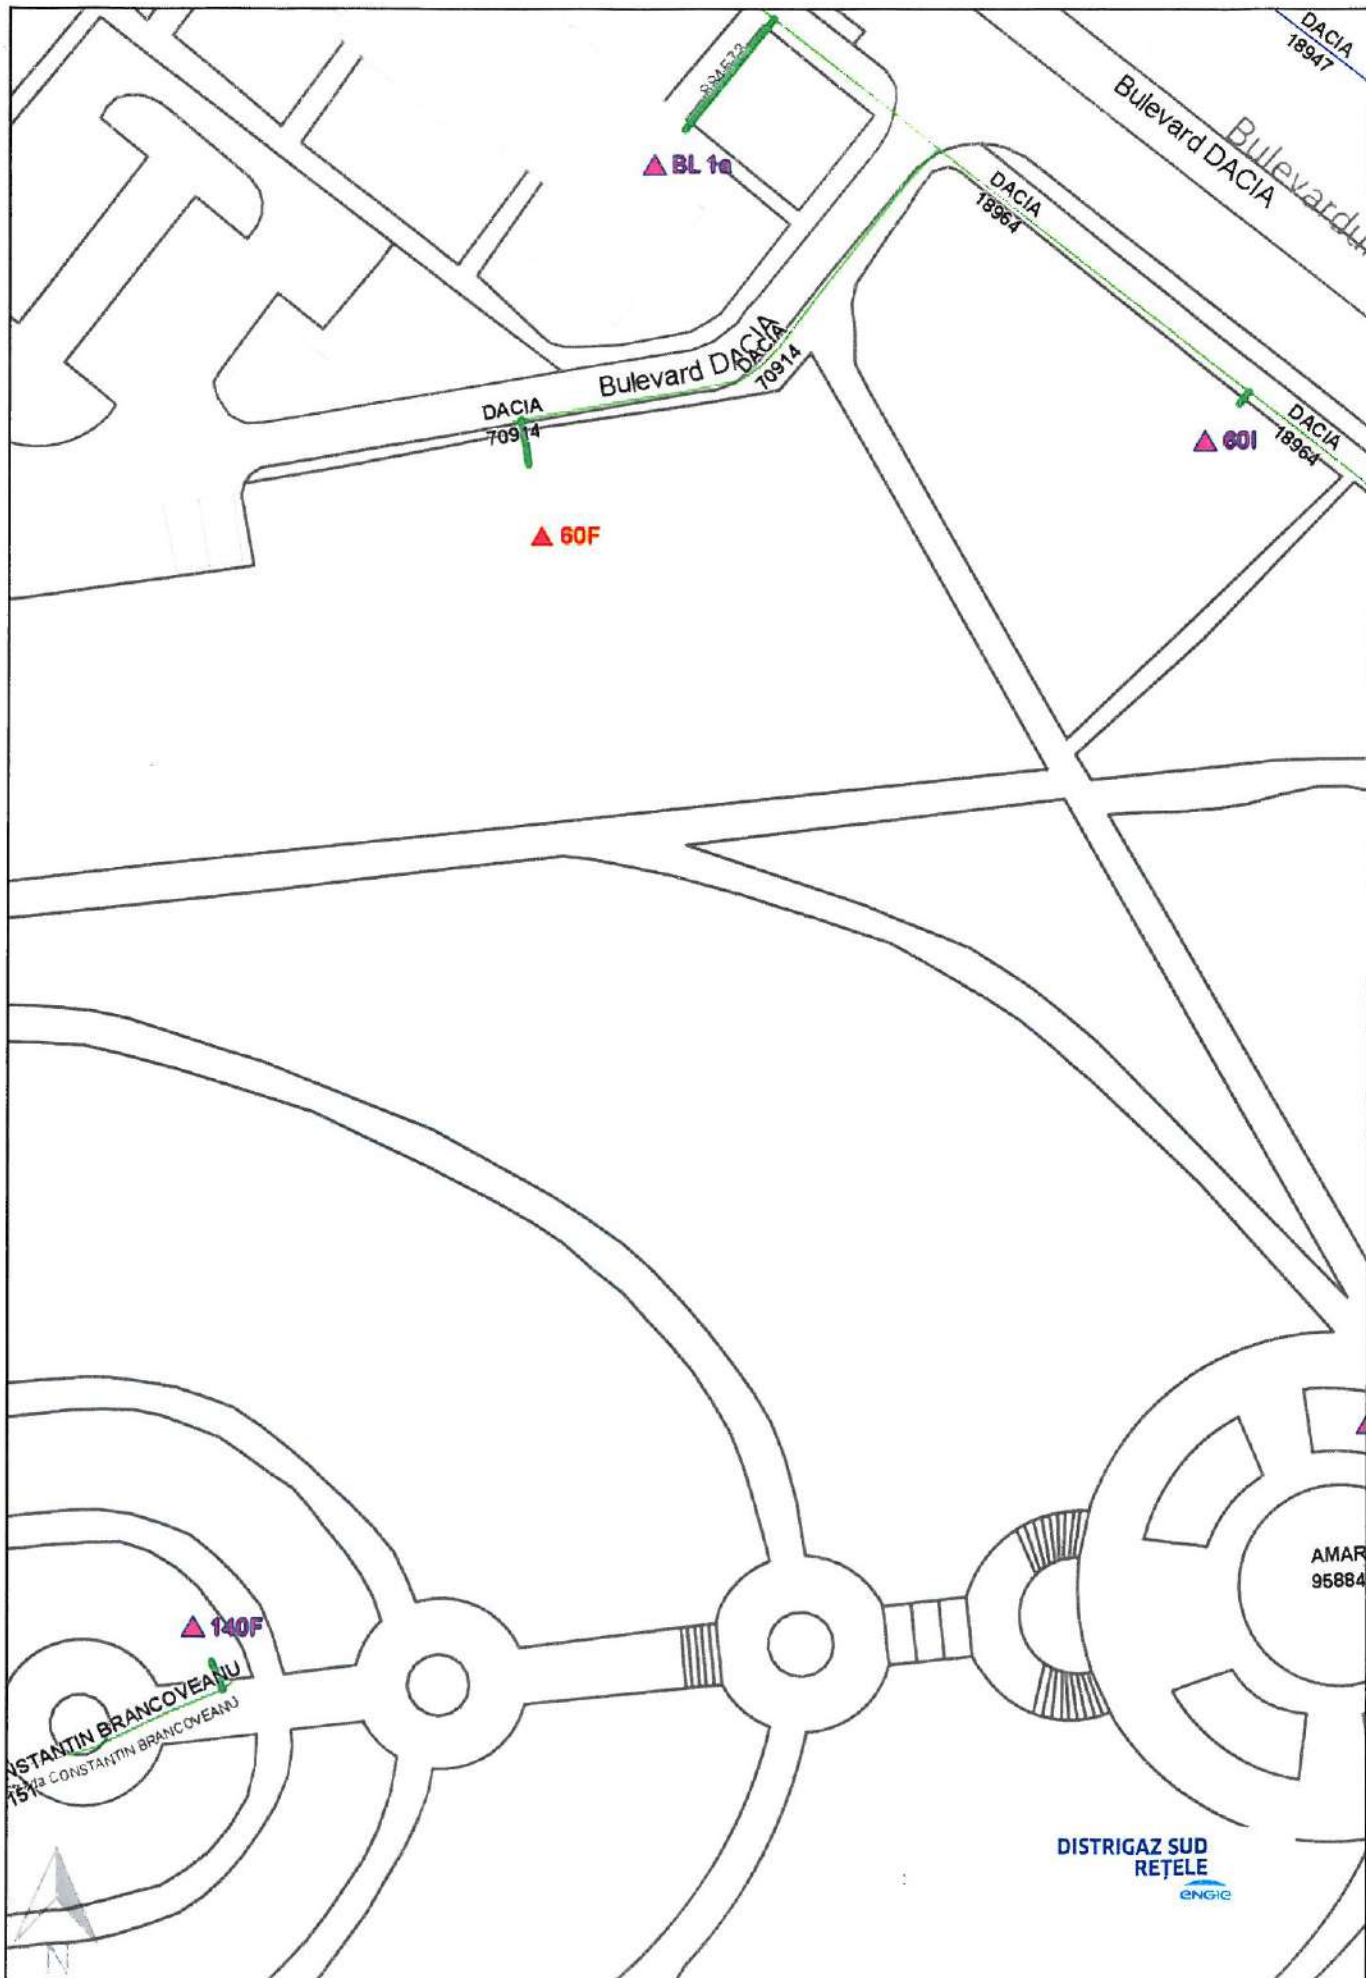 DACIA
18947
Bulevard DACIA
Bulevardu
BL 1a
DACIA
18964
Bulevard DACIA
DACIA
70914
DACIA
70914
DACIA
18964
60I
60F
AMAR
95884
140F
NSTANTIN BRANCOVEANU
CONSTANTIN BRANCOVEANU
151
DISTRIGAZ SUD
REȚELE
ENGIE
N